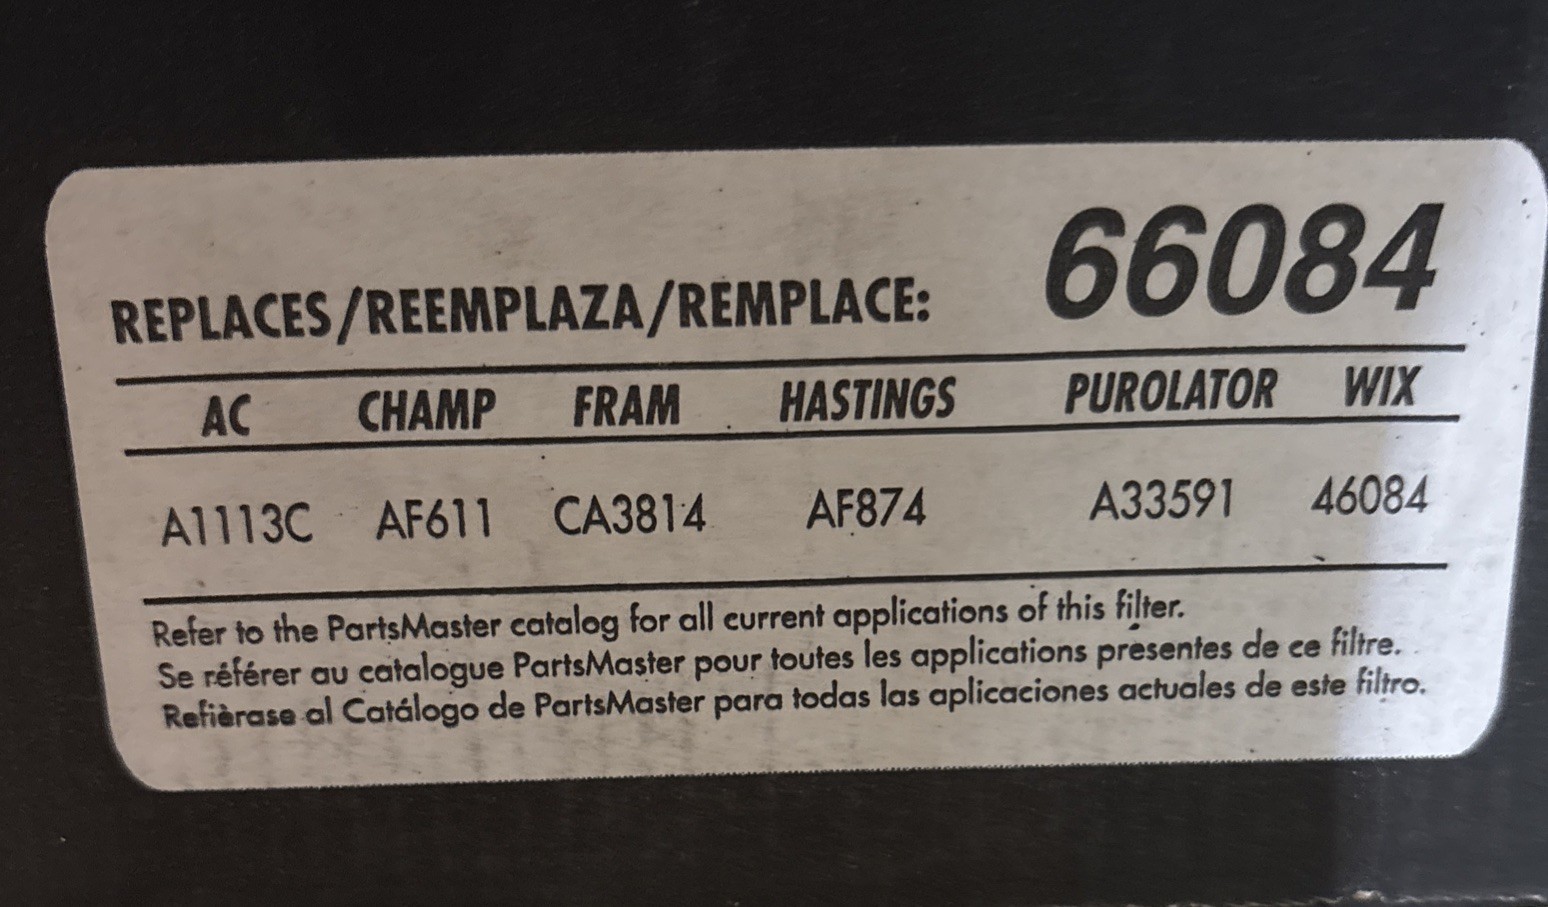 66084
REPLACES/REEMPLAZA/REMPLACE:
AC CHAMP FRAM HASTINGS PUROLATOR WIX
A1113C AF611 CA3814 AF874 A33591 46084
Refer to the PartsMaster catalog for all current applications of this filter.
Se référer au catalogue PartsMaster pour toutes les applications présentes de ce filtre.
Refièrase al Catálogo de PartsMaster para todas las aplicaciones actuales de este filtro.